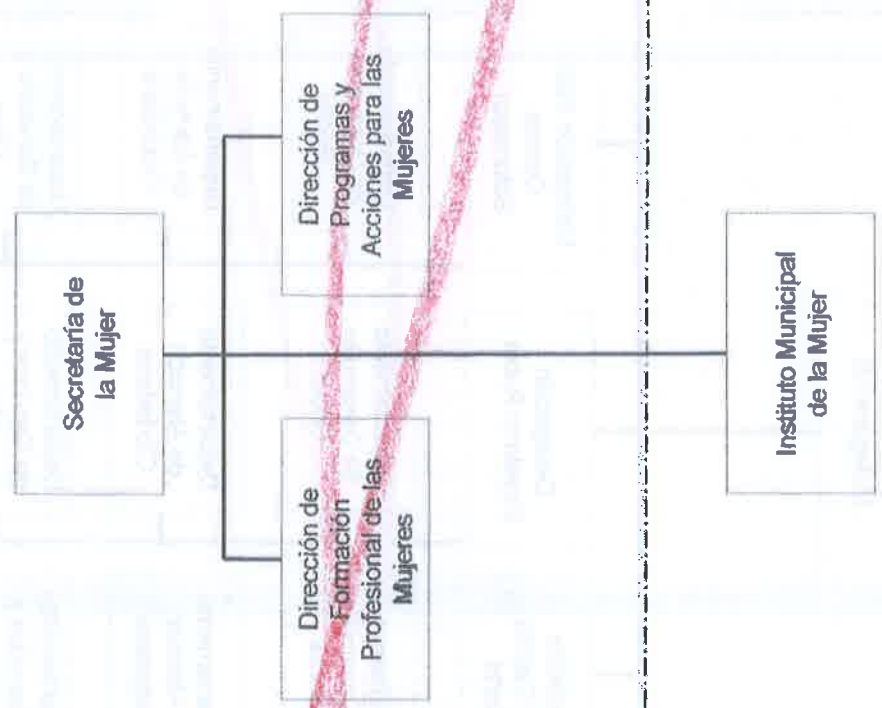 Secretaría de
la Mujer
Dirección de
Formación
Profesional de las
Mujeres
Dirección de
Programas y
Acciones para las
Mujeres
Instituto Municipal
de la Mujer